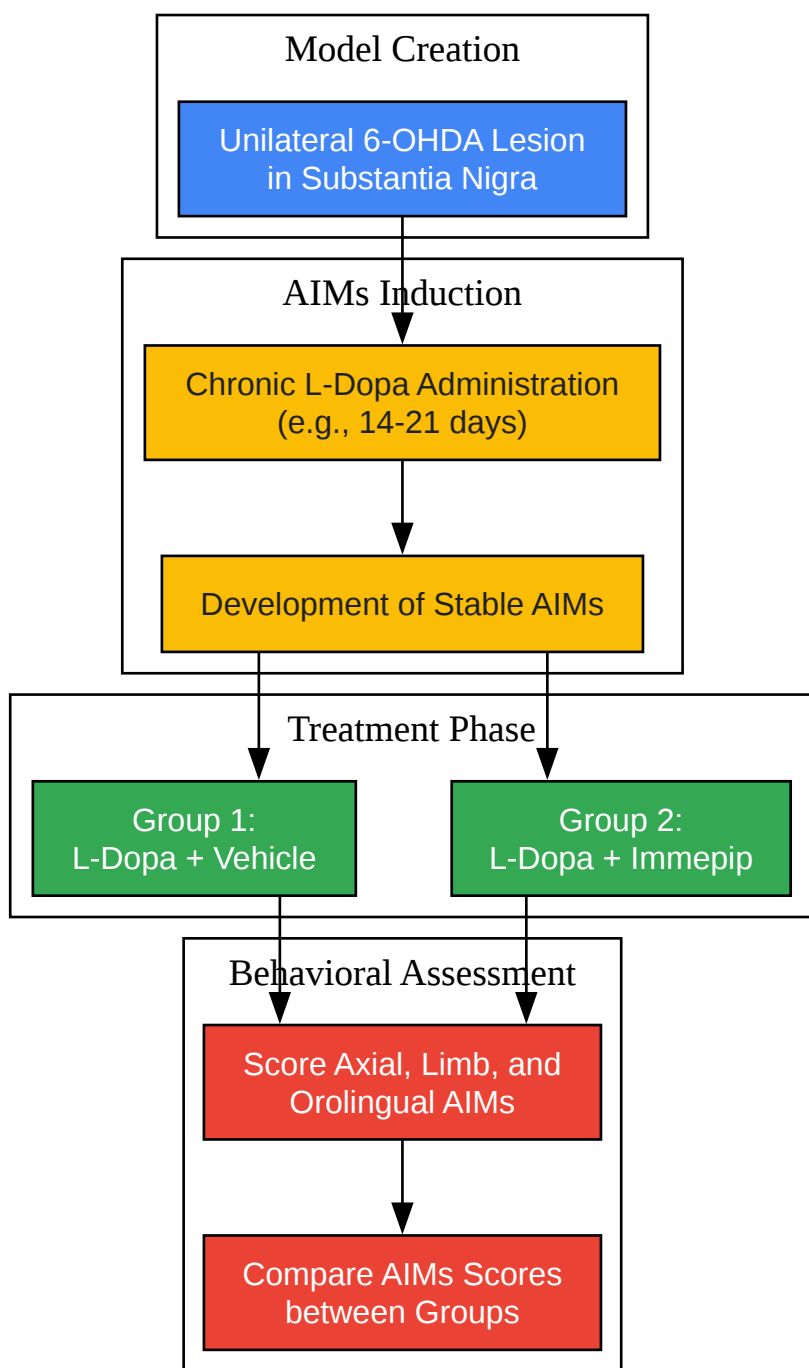 Model Creation
Unilateral 6-OHDA Lesion
in Substantia Nigra
AIMs Induction
Chronic L-Dopa Administration
(e.g., 14-21 days)
Development of Stable AIMs
Treatment Phase
Group 1:
L-Dopa + Vehicle
Group 2:
L-Dopa + Immepip
Behavioral Assessment
Score Axial, Limb, and
Orolingual AIMs
Compare AIMs Scores
between Groups